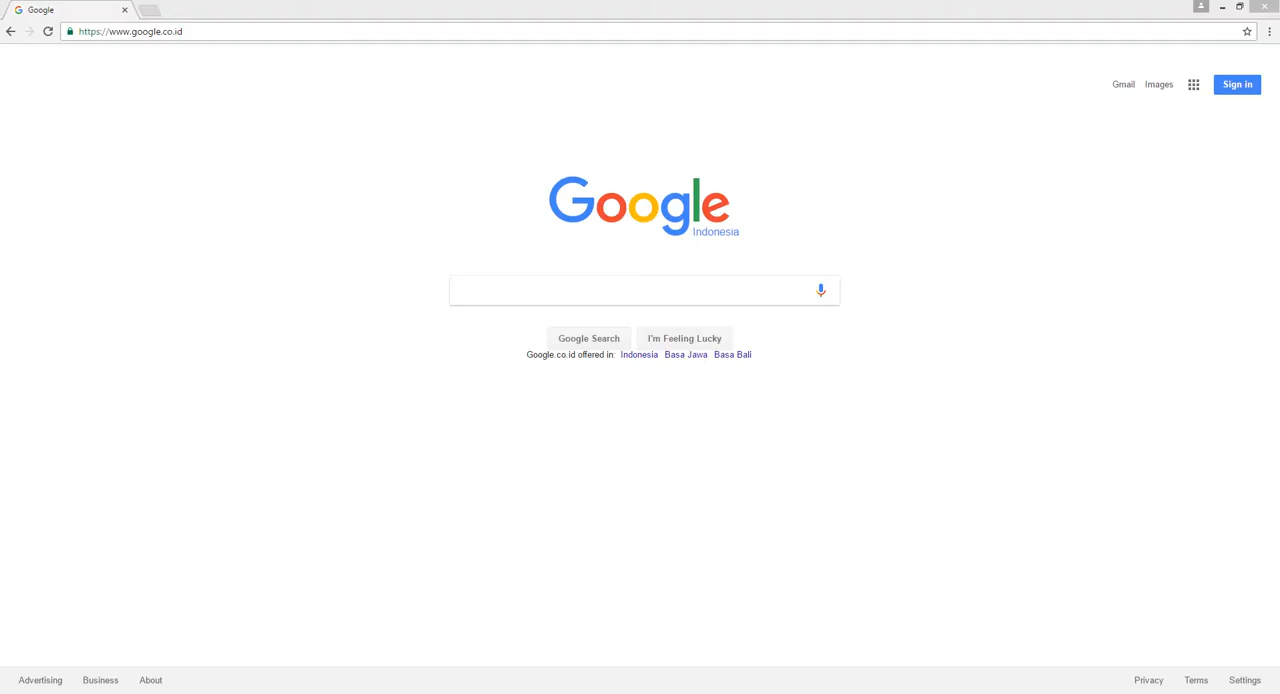 Google
https://www.google.co.id
Gmail Images Sign in
Google
Indonesia
Google Search I'm Feeling Lucky
Google.co.id offered in: Indonesia Basa Jawa Basa Bali
Advertising Business About Privacy Terms Settings